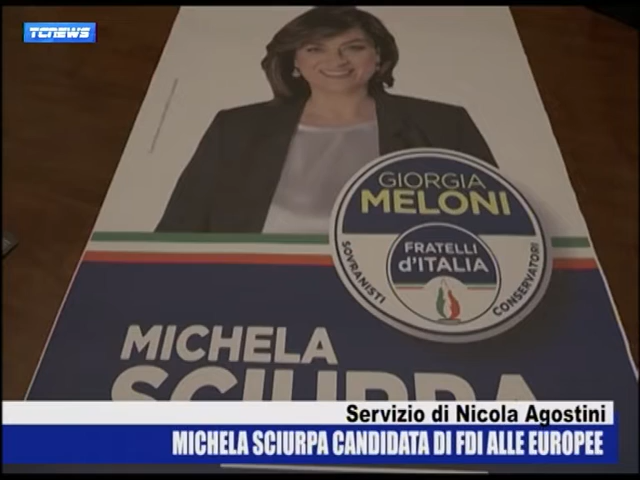 TCNEWS
GIORGIA
MELONI
FRATELLI
d'ITALIA
SOVRANISTI
CONSERVATORI
MICHELA
SCIURPA
Servizio di Nicola Agostini
MICHELA SCIURPA CANDIDATA DI FDI ALLE EUROPEE